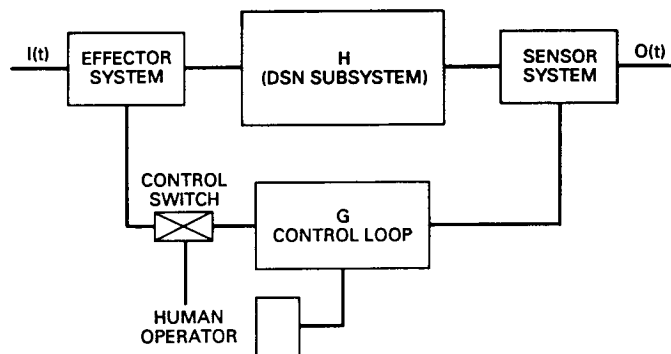 I(t)
EFFECTOR
SYSTEM
H
(DSN SUBSYSTEM)
SENSOR
SYSTEM
O(t)
CONTROL
SWITCH
G
CONTROL LOOP
HUMAN
OPERATOR